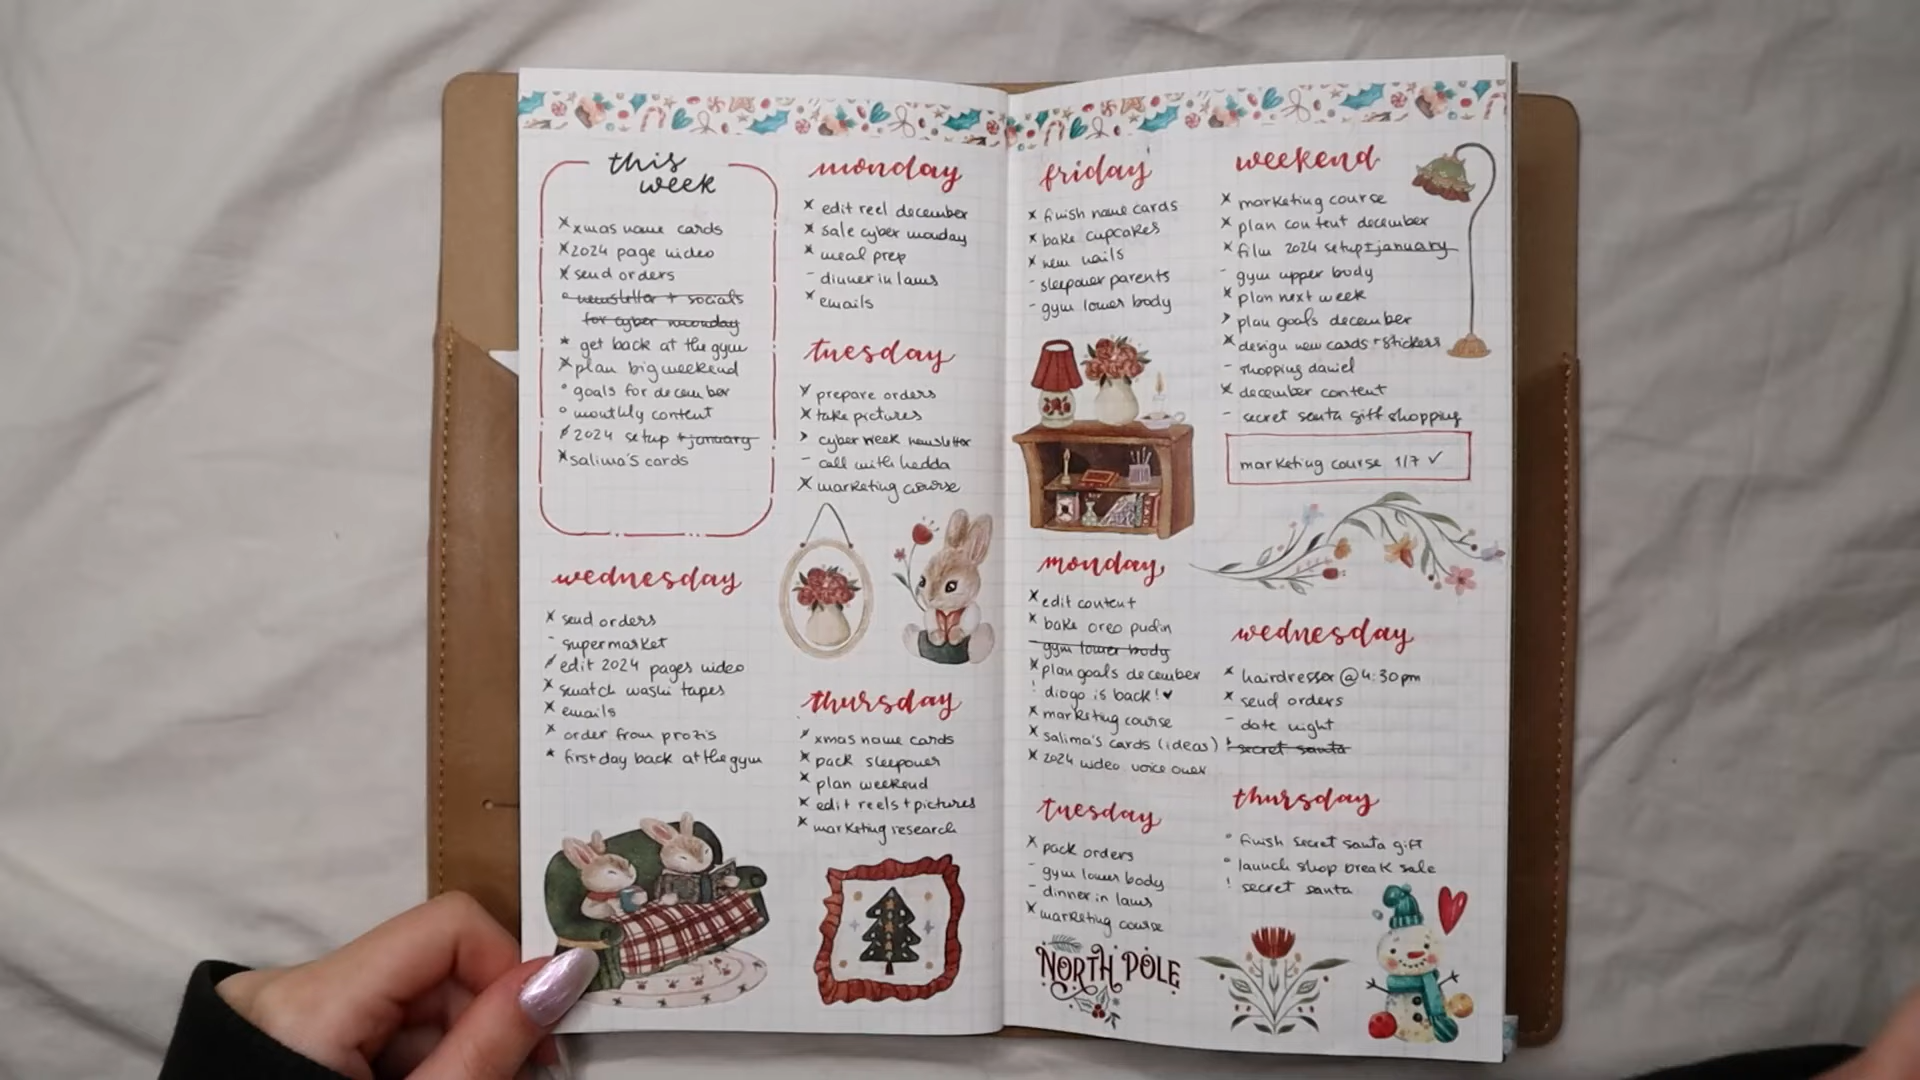 this
week
x xmas name cards
x 2024 page video
x send orders
° newsletter + socials
for cyber monday
* get back at the gym
x plan big weekend
° goals for december
° monthly content
/ 2024 setup + january
x salima's cards
monday
x edit reel december
x sale cyber monday
x meal prep
- dinner in laws
x emails
tuesday
x prepare orders
x take pictures
> cyber week newsletter
- call with hedda
x marketing course
wednesday
x send orders
- supermarket
/ edit 2024 pages video
x swatch washi tapes
x emails
x order from prozis
* first day back at the gym
thursday
x xmas name cards
x pack sleepover
x plan weekend
x edit reels + pictures
x marketing research
friday
x finish name cards
x bake cupcakes
x new nails
- sleepover parents
- gym lower body
weekend
x marketing course
x plan content december
x film 2024 setup + january
- gym upper body
x plan next week
> plan goals december
x design new cards + stickers
- shopping daniel
x december content
- secret santa gift shopping
marketing course 1/7 ✓
monday
x edit content
x bake oreo pudin
- gym lower body
x plan goals december
! diogo is back! ♥
x marketing course
x salima's cards (ideas)
x 2024 video voice over
tuesday
x pack orders
- gym lower body
- dinner in laws
x marketing course
NORTH POLE
wednesday
x hairdresser @ 4:30pm
x send orders
- date night
secret santa
thursday
° finish secret santa gift
° launch shop break sale
! secret santa